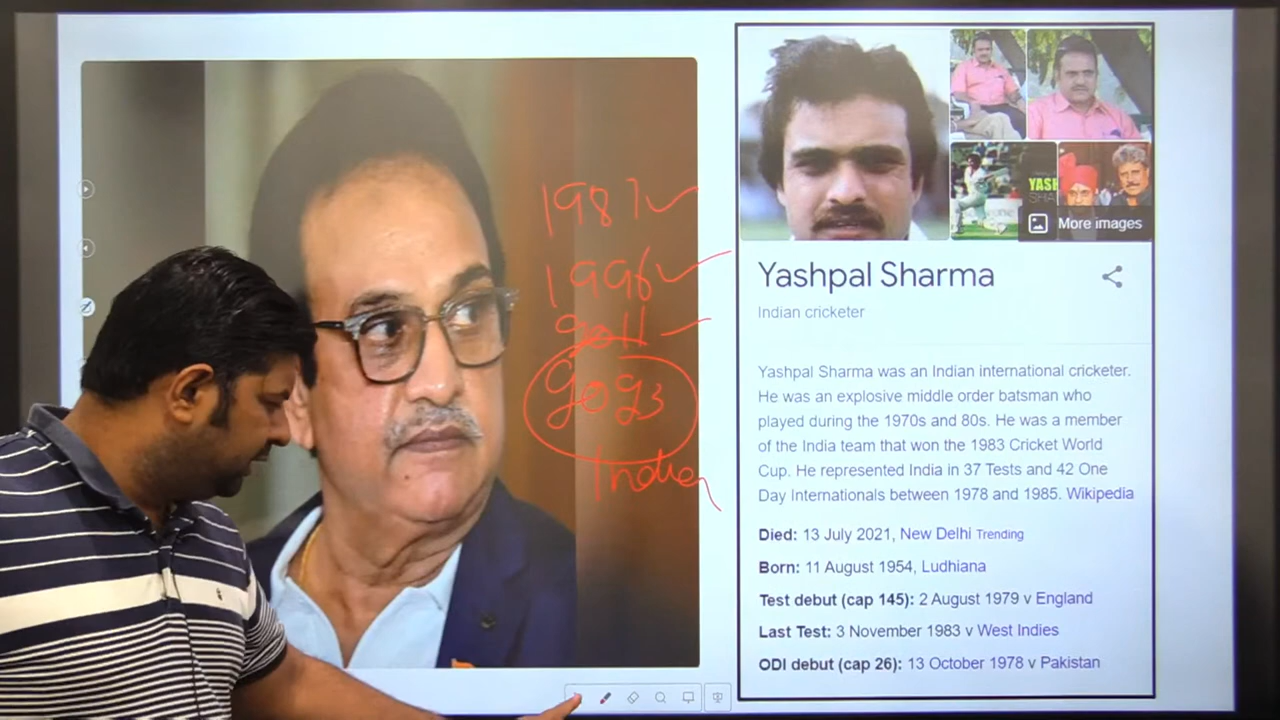 1987
1996
2011
2023
India
More images
Yashpal Sharma
Indian cricketer
Yashpal Sharma was an Indian international cricketer.
He was an explosive middle order batsman who
played during the 1970s and 80s. He was a member
of the India team that won the 1983 Cricket World
Cup. He represented India in 37 Tests and 42 One
Day Internationals between 1978 and 1985. Wikipedia
Died: 13 July 2021, New Delhi Trending
Born: 11 August 1954, Ludhiana
Test debut (cap 145): 2 August 1979 v England
Last Test: 3 November 1983 v West Indies
ODI debut (cap 26): 13 October 1978 v Pakistan